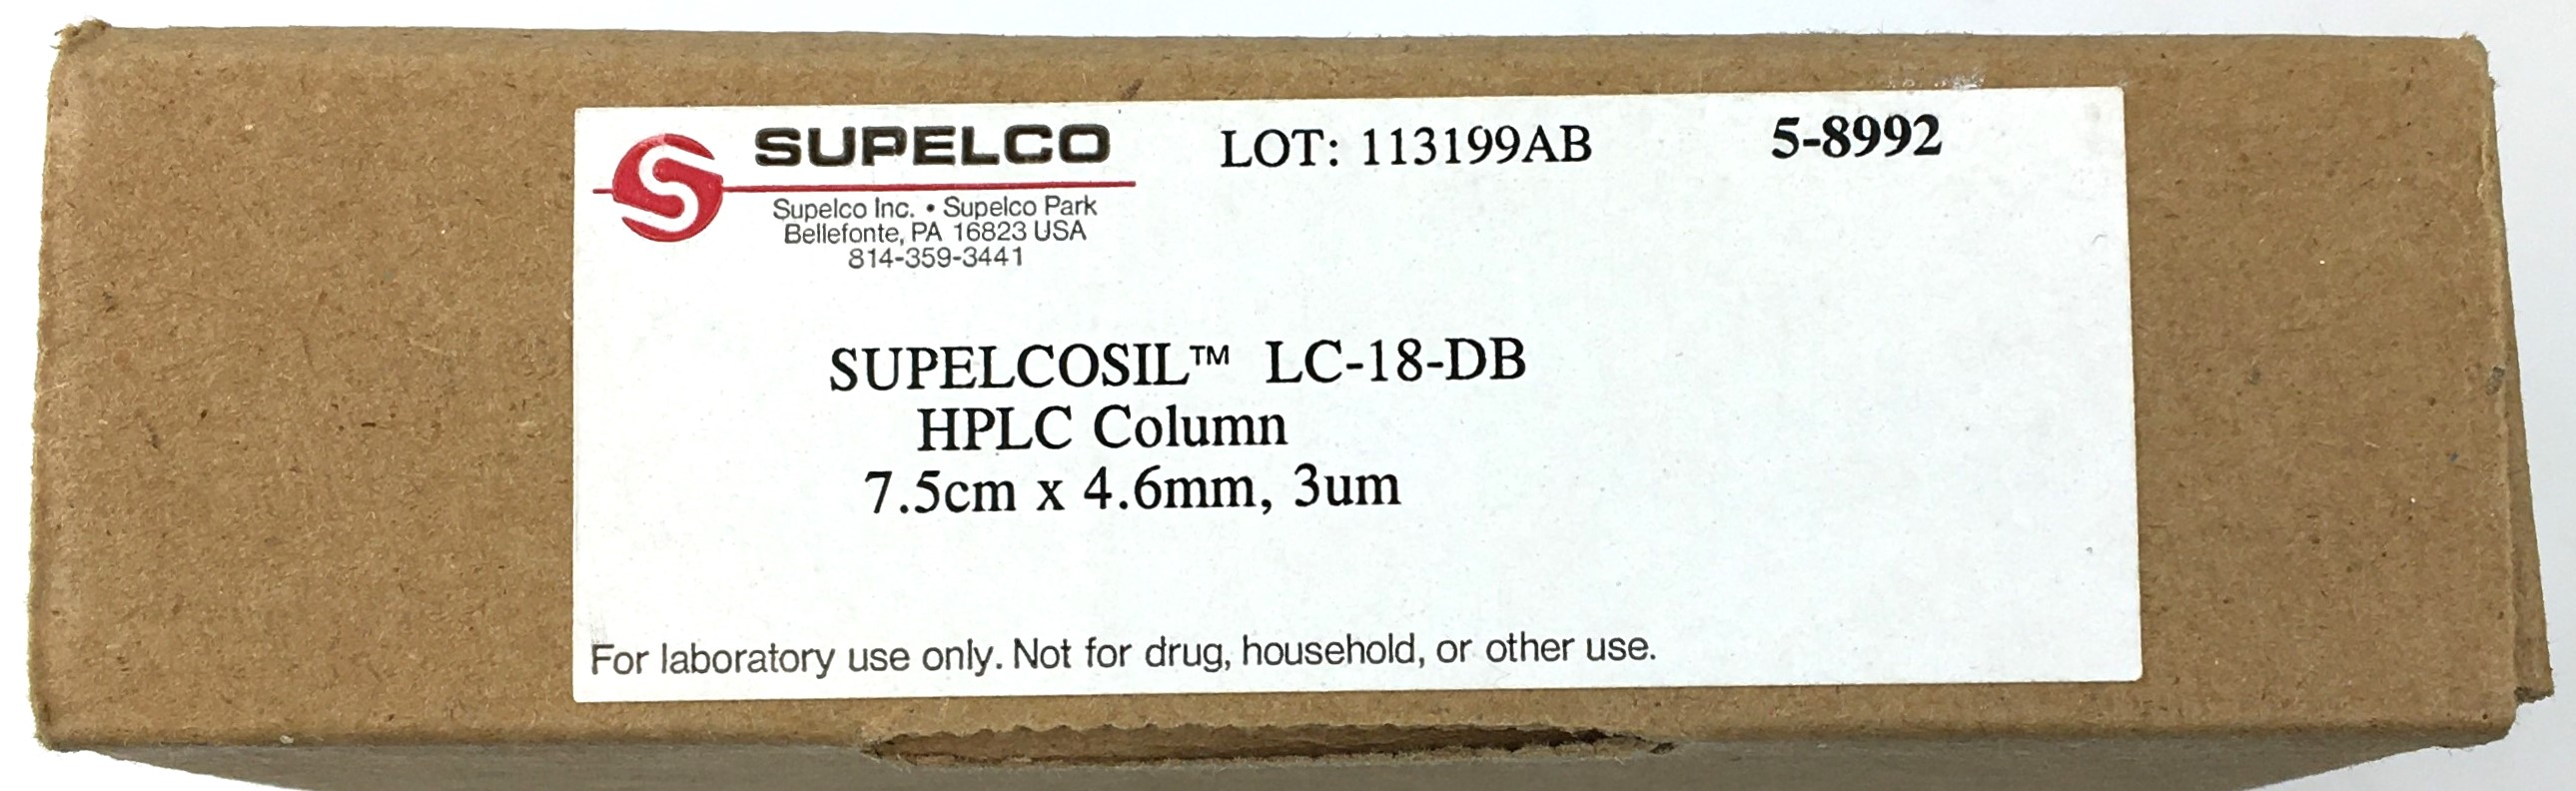 SUPELCO
LOT: 113199AB
5-8992
Supelco Inc. • Supelco Park
Bellefonte, PA 16823 USA
814-359-3441
SUPELCOSIL™ LC-18-DB
HPLC Column
7.5cm x 4.6mm, 3um
For laboratory use only. Not for drug, household, or other use.